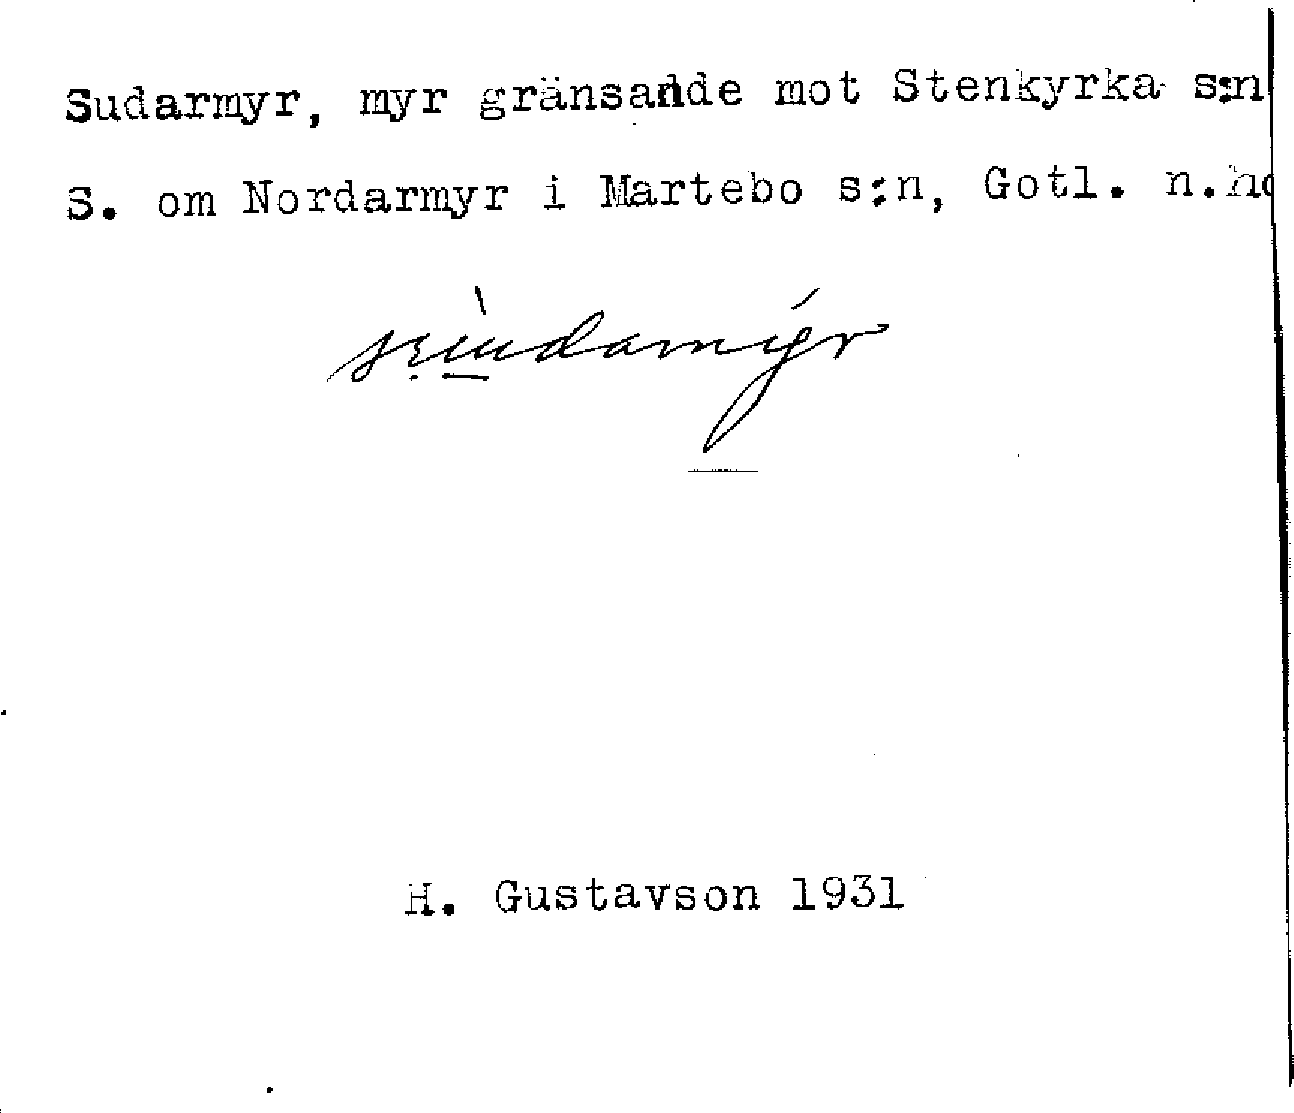 Sudarmyr, myr gränsande mot Stenkyrka s:n
S. om Nordarmyr i Martebo s:n, Gotl. n.
H. Gustavson 1931